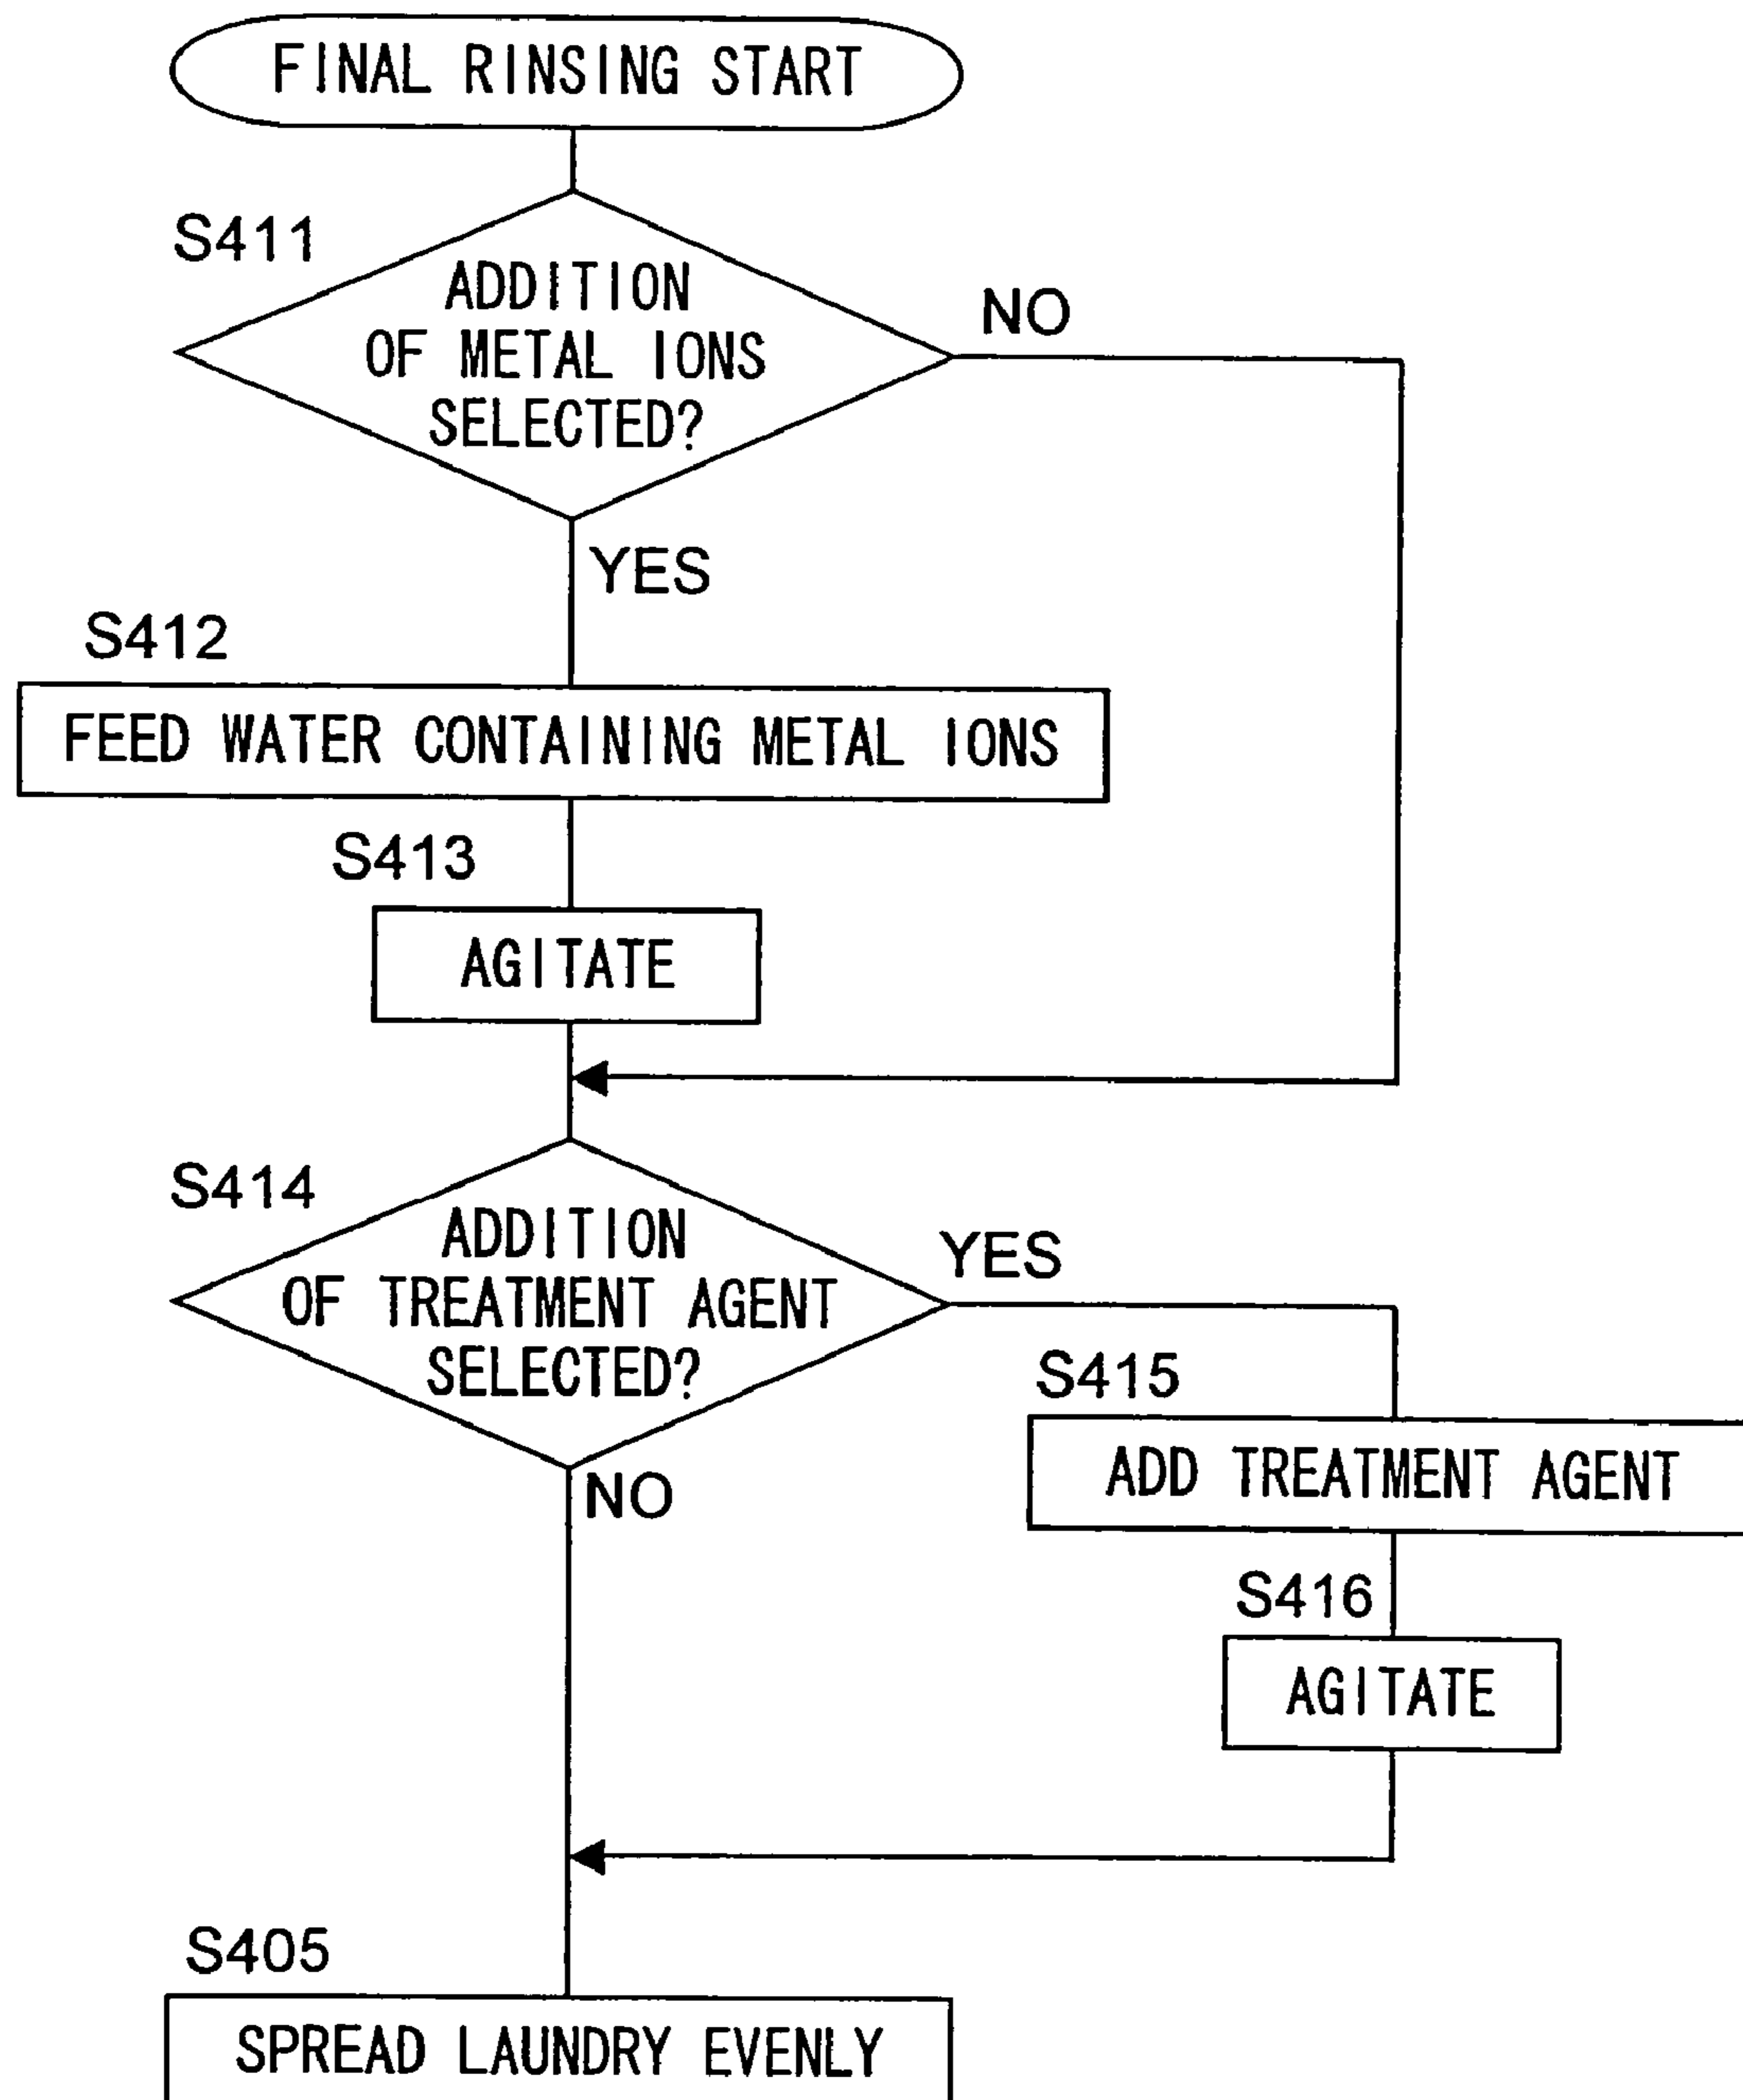 FINAL RINSING START
S411
ADDITION
OF METAL IONS
SELECTED?
NO
YES
S412
FEED WATER CONTAINING METAL IONS
S413
AGITATE
S414
ADDITION
OF TREATMENT AGENT
SELECTED?
YES
NO
S415
ADD TREATMENT AGENT
S416
AGITATE
S405
SPREAD LAUNDRY EVENLY